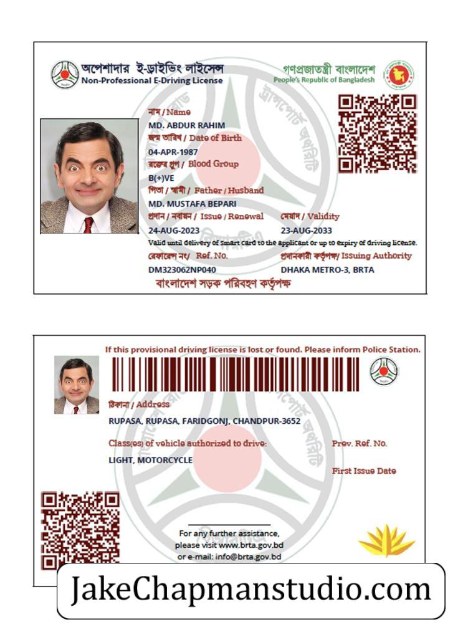 অপেশাদার ই-ড্রাইভিং লাইসেন্স
Non-Professional E-Driving License
গণপ্রজাতন্ত্রী বাংলাদেশ
People's Republic of Bangladesh
নাম / Name
MD. ABDUR RAHIM
জন্ম তারিখ / Date of Birth
04-APR-1987
রক্তের গ্রুপ / Blood Group
B(+)VE
পিতা / স্বামী / Father / Husband
MD. MUSTAFA BEPARI
প্রদান / নবায়ন / Issue / Renewal
মেয়াদ / Validity
24-AUG-2023
23-AUG-2033
Valid until delivery of Smart Card to the applicant or up to expiry of driving license.
রেফারেন্স নং/ Ref. No.
প্রদানকারী কর্তৃপক্ষ/ Issuing Authority
DM323062NP040
DHAKA METRO-3, BRTA
বাংলাদেশ সড়ক পরিবহণ কর্তৃপক্ষ
If this provisional driving license is lost or found. Please inform Police Station.
ঠিকানা / Address
RUPASA, RUPASA, FARIDGONJ, CHANDPUR-3652
Class(es) of vehicle authorized to drive:
Prev. Ref. No.
LIGHT, MOTORCYCLE
First Issue Date
For any further assistance,
please visit www.brta.gov.bd
or e-mail: info@brta.gov.bd
JakeChapmanstudio.com